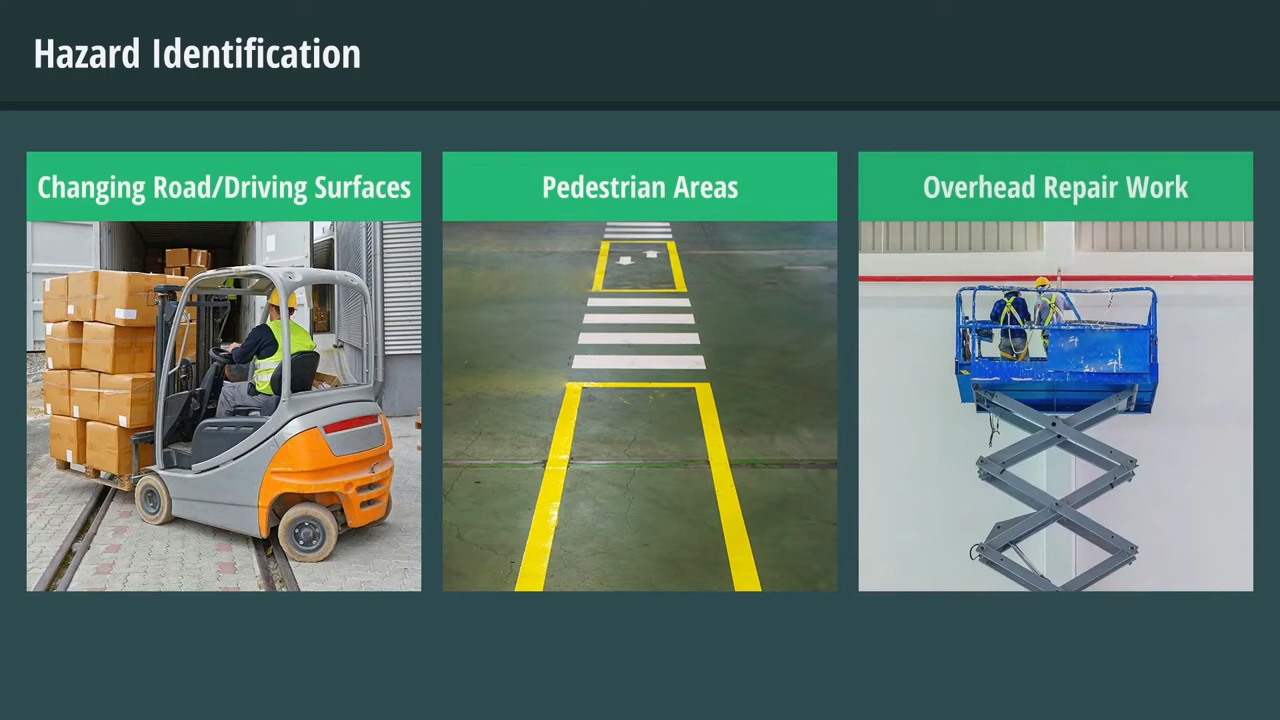 Hazard Identification
Changing Road/Driving Surfaces
Pedestrian Areas
Overhead Repair Work